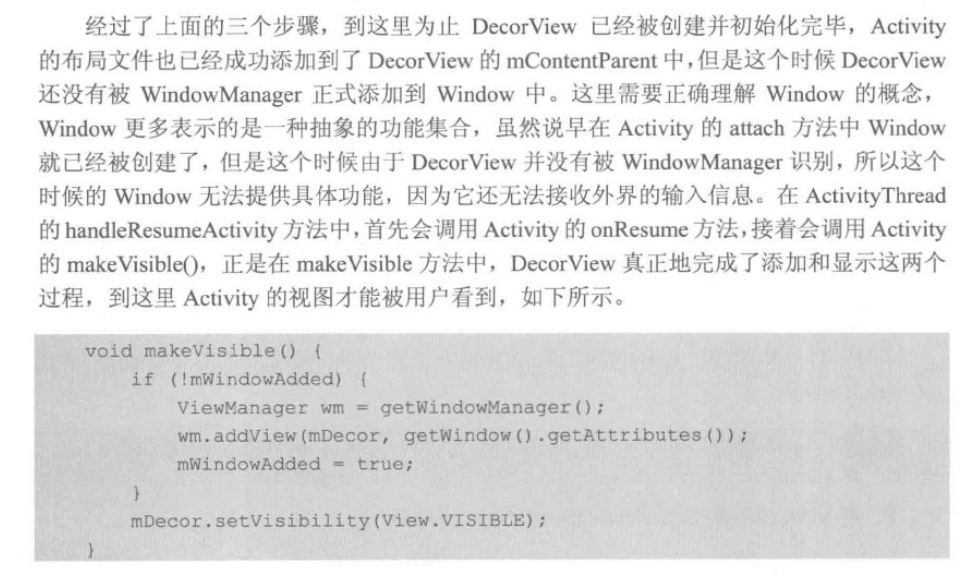 经过了上面的三个步骤，到这里为止 DecorView 已经被创建并初始化完毕，Activity
的布局文件也已经成功添加到了 DecorView 的 mContentParent 中，但是这个时候 DecorView
还没有被 WindowManager 正式添加到 Window 中。这里需要正确理解 Window 的概念，
Window 更多表示的是一种抽象的功能集合，虽然说早在 Activity 的 attach 方法中 Window
就已经被创建了，但是这个时候由于 DecorView 并没有被 WindowManager 识别，所以这个
时候的 Window 无法提供具体功能，因为它还无法接收外界的输入信息。在 ActivityThread
的 handleResumeActivity 方法中，首先会调用 Activity 的 onResume 方法，接着会调用 Activity
的 makeVisible()，正是在 makeVisible 方法中，DecorView 真正地完成了添加和显示这两个
过程，到这里 Activity 的视图才能被用户看到，如下所示。
void makeVisible() {
if (!mWindowAdded) {
ViewManager wm = getWindowManager();
wm.addView(mDecor, getWindow().getAttributes());
mWindowAdded = true;
}
mDecor.setVisibility(View.VISIBLE);
}